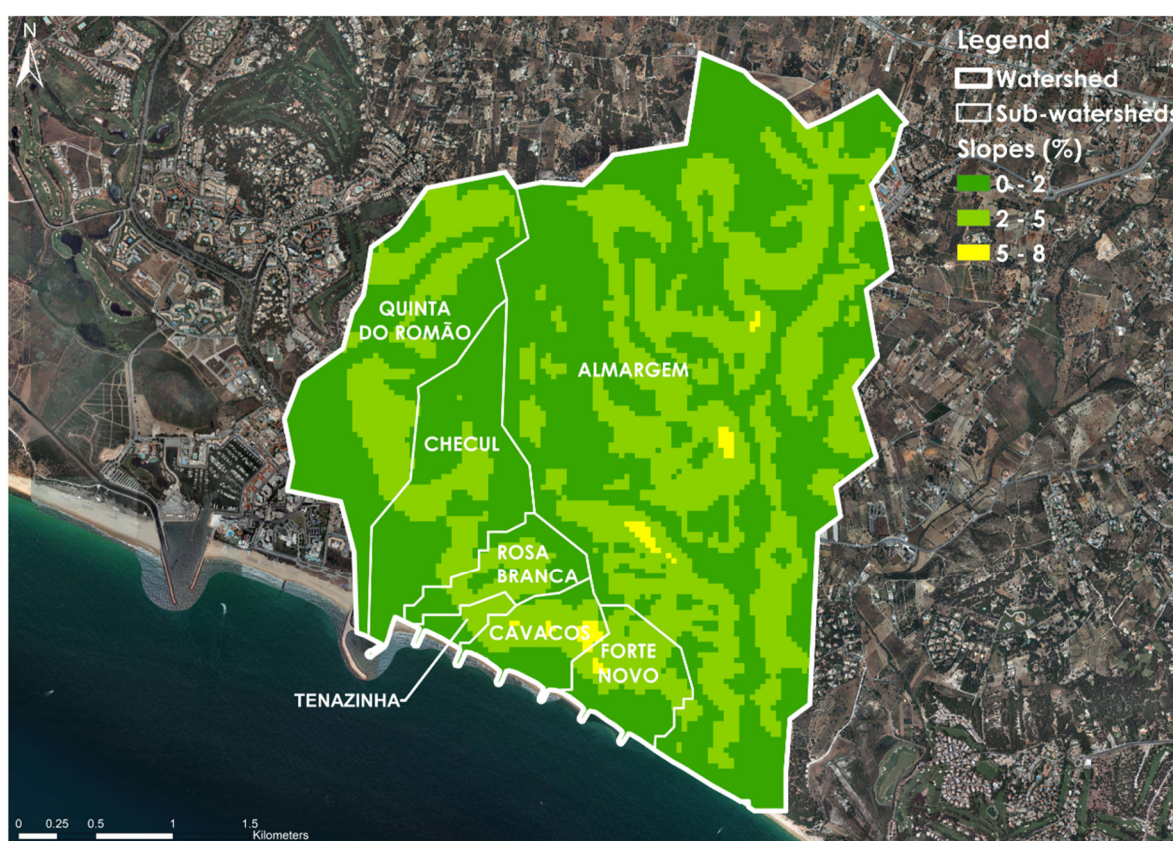 N
Legend
Watershed
Sub-watersheds
Slopes (%)
0 - 2
2 - 5
5 - 8
QUINTA
DO ROMÃO
ALMARGEM
CHECUL
ROSA
BRANCA
CAVACOS
FORTE
NOVO
TENAZINHA
0 0.25 0.5 1 1.5
Kilometers